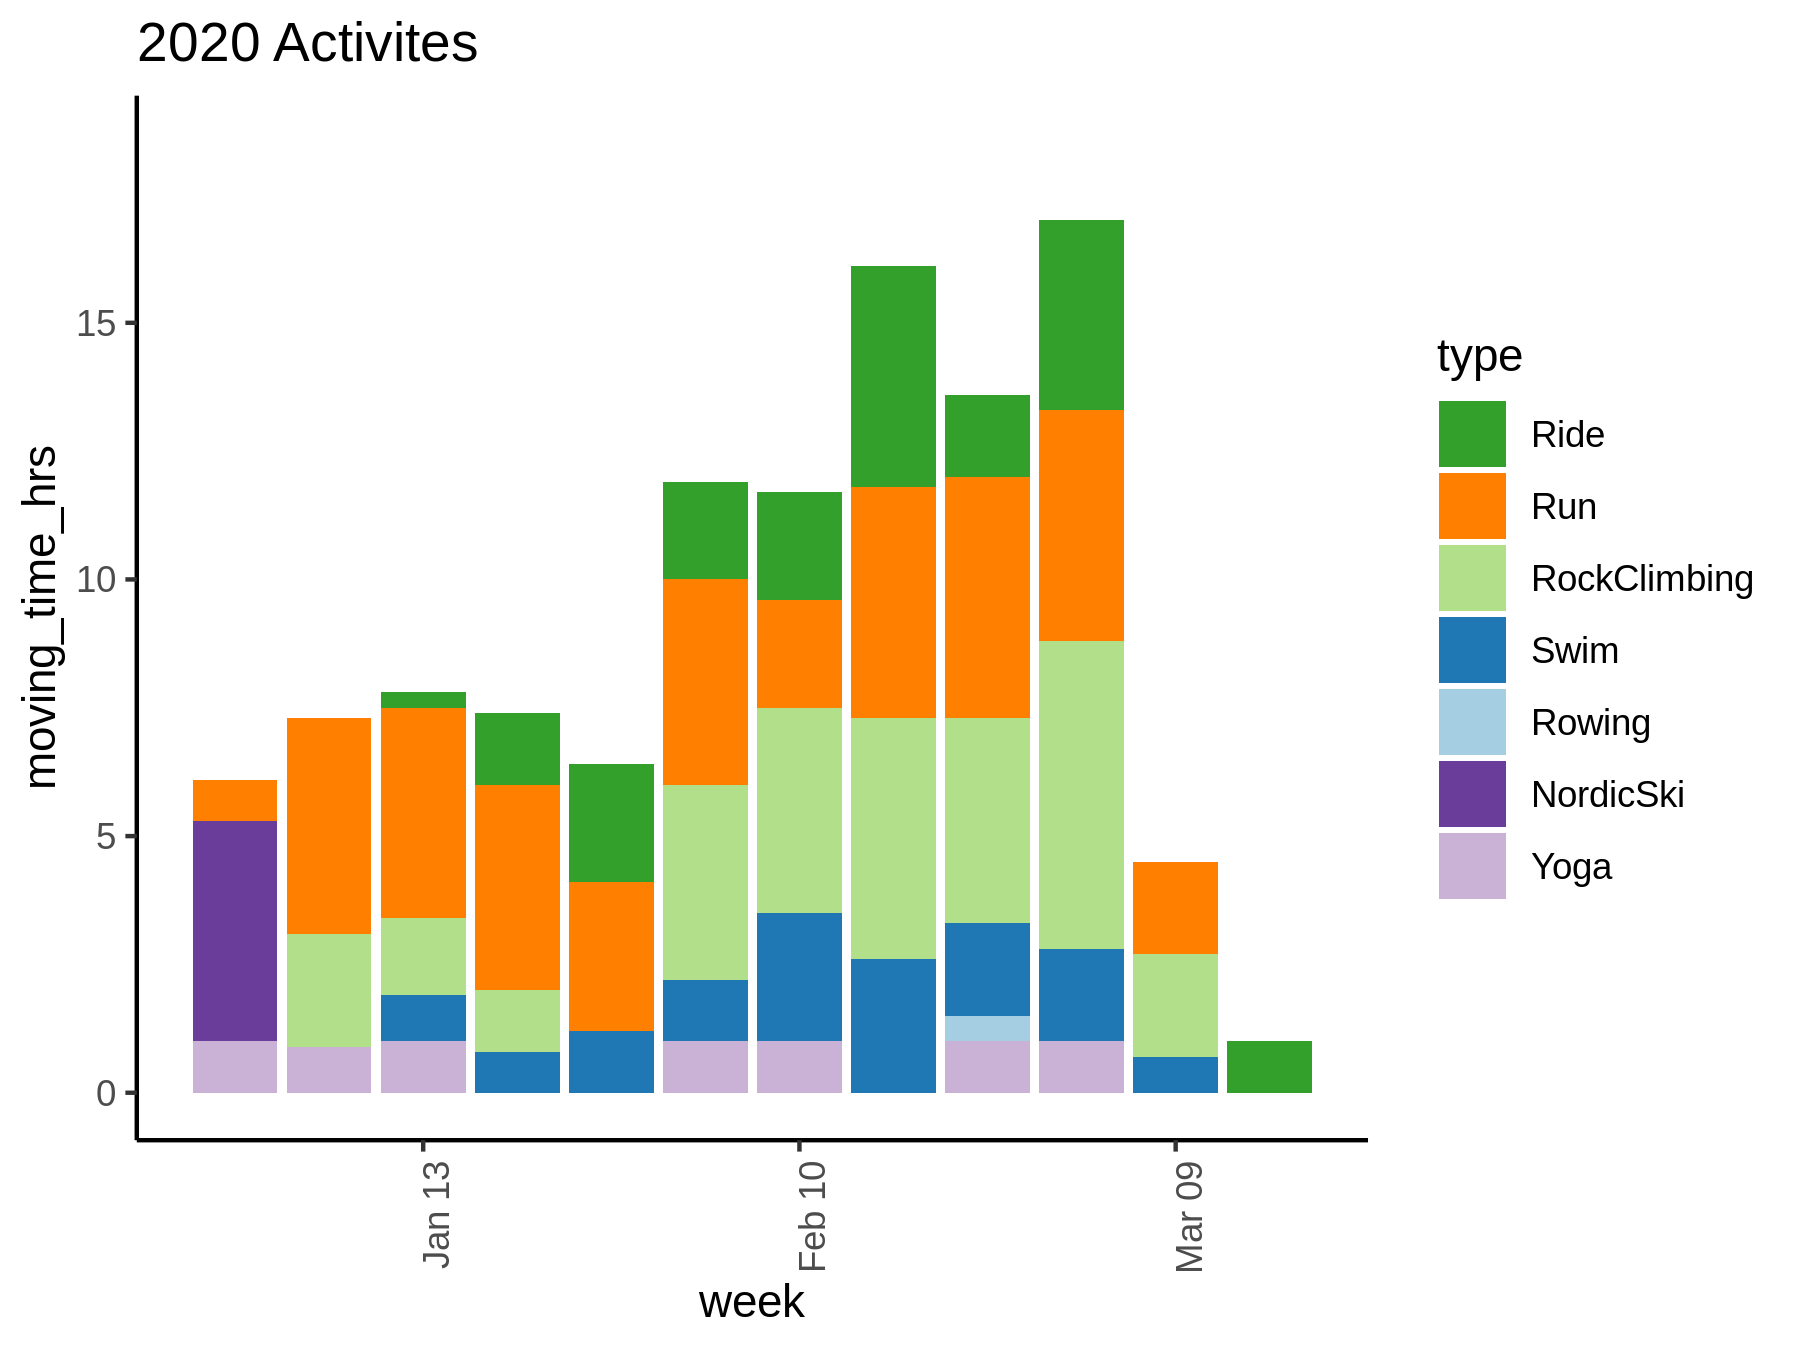 2020 Activites
moving_time_hrs
15
10
5
0
Jan 13
Feb 10
Mar 09
week
type
Ride
Run
RockClimbing
Swim
Rowing
NordicSki
Yoga